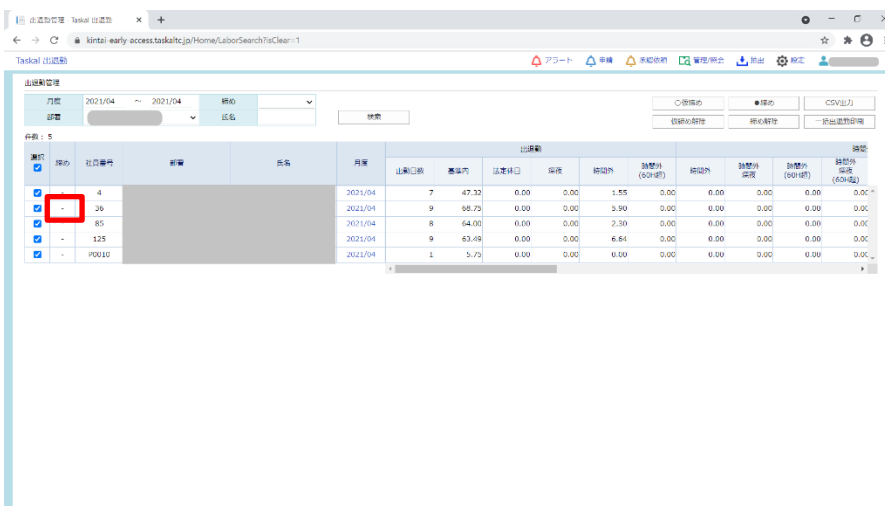 出退勤管理 - Taskal 出退勤
kintai-early-access.taskaltc.jp/Home/LaborSearch?isClear=1
Taskal 出退勤 アラート 申請 承認依頼 管理/照会 抽出 設定
出退勤管理
月度 2021/04 ～ 2021/04 締め ○仮締め ●締め CSV出力
部署 氏名 検索 仮締め解除 締め解除 一括出退勤印刷
件数： 5
選択 締め 社員番号 部署 氏名 月度 出退勤 時間
出勤日数 基準内 法定休日 深夜 時間外 時間外(60H超) 時間外 時間外深夜 時間外(60H超) 時間外深夜(60H超)
- 4 2021/04 7 47.32 0.00 0.00 1.55 0.00 0.00 0.00 0.00 0.00
- 36 2021/04 9 68.75 0.00 0.00 5.90 0.00 0.00 0.00 0.00 0.00
- 85 2021/04 8 64.00 0.00 0.00 2.30 0.00 0.00 0.00 0.00 0.00
- 125 2021/04 9 63.49 0.00 0.00 6.64 0.00 0.00 0.00 0.00 0.00
- P0010 2021/04 1 5.75 0.00 0.00 0.00 0.00 0.00 0.00 0.00 0.00